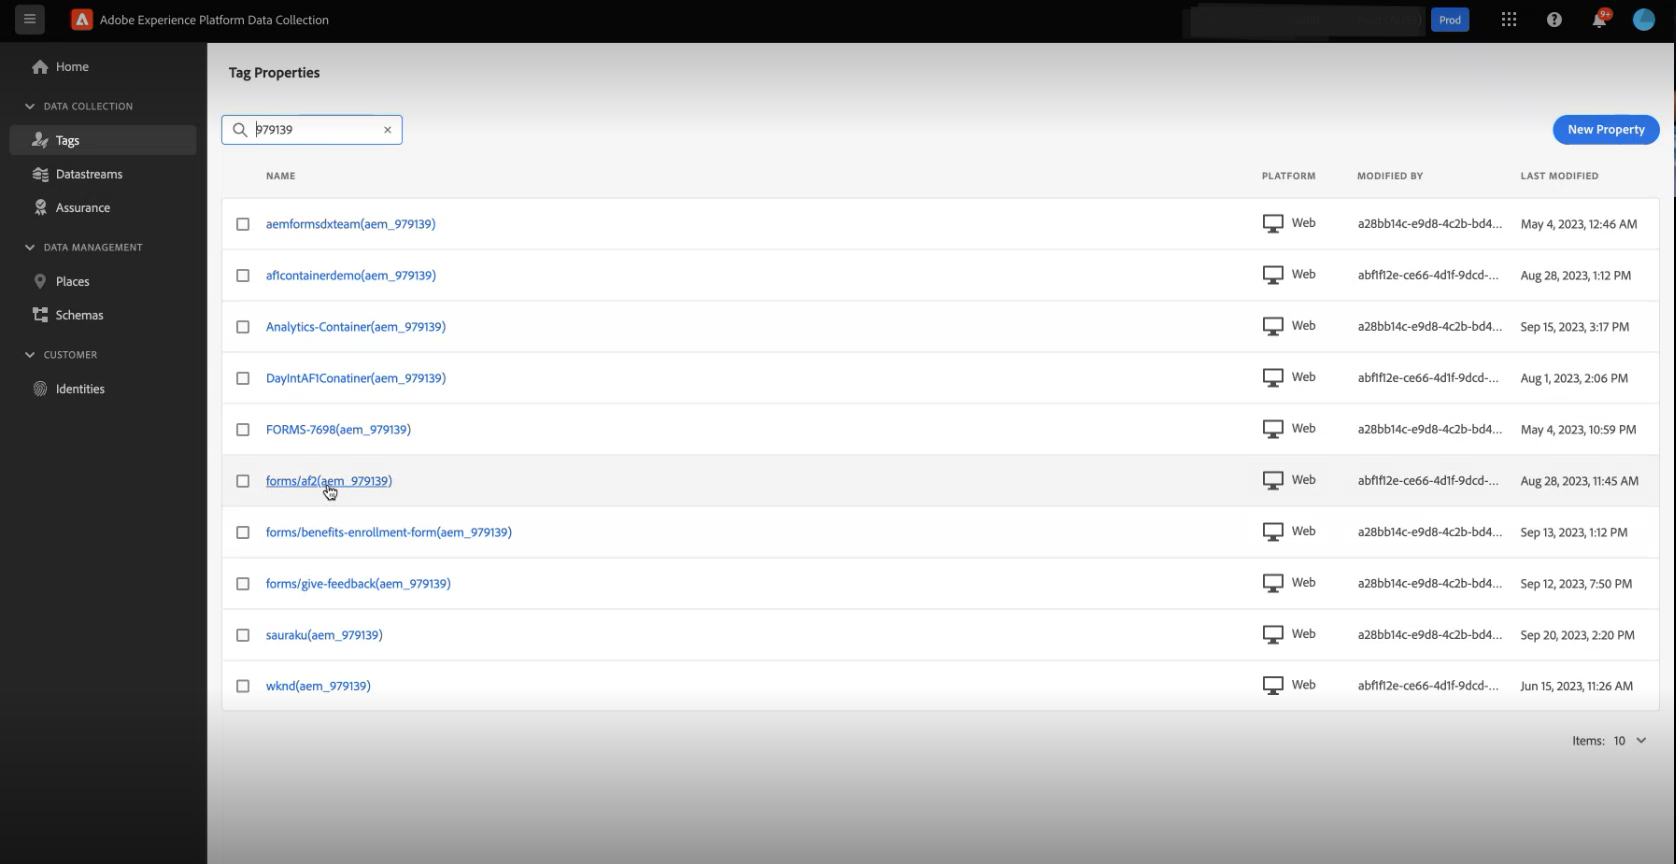 Adobe Experience Platform Data Collection
Prod
9+
Home
DATA COLLECTION
Tags
Datastreams
Assurance
DATA MANAGEMENT
Places
Schemas
CUSTOMER
Identities
Tag Properties
979139
New Property
NAME PLATFORM MODIFIED BY LAST MODIFIED
aemformsdxteam(aem_979139) Web a28bb14c-e9d8-4c2b-bd4... May 4, 2023, 12:46 AM
af1containerdemo(aem_979139) Web abf1f12e-ce66-4d1f-9dcd-... Aug 28, 2023, 1:12 PM
Analytics-Container(aem_979139) Web a28bb14c-e9d8-4c2b-bd4... Sep 15, 2023, 3:17 PM
DayIntAF1Conatiner(aem_979139) Web abf1f12e-ce66-4d1f-9dcd-... Aug 1, 2023, 2:06 PM
FORMS-7698(aem_979139) Web a28bb14c-e9d8-4c2b-bd4... May 4, 2023, 10:59 PM
forms/af2(aem_979139) Web abf1f12e-ce66-4d1f-9dcd-... Aug 28, 2023, 11:45 AM
forms/benefits-enrollment-form(aem_979139) Web a28bb14c-e9d8-4c2b-bd4... Sep 13, 2023, 1:12 PM
forms/give-feedback(aem_979139) Web a28bb14c-e9d8-4c2b-bd4... Sep 12, 2023, 7:50 PM
sauraku(aem_979139) Web a28bb14c-e9d8-4c2b-bd4... Sep 20, 2023, 2:20 PM
wknd(aem_979139) Web abf1f12e-ce66-4d1f-9dcd-... Jun 15, 2023, 11:26 AM
Items: 10